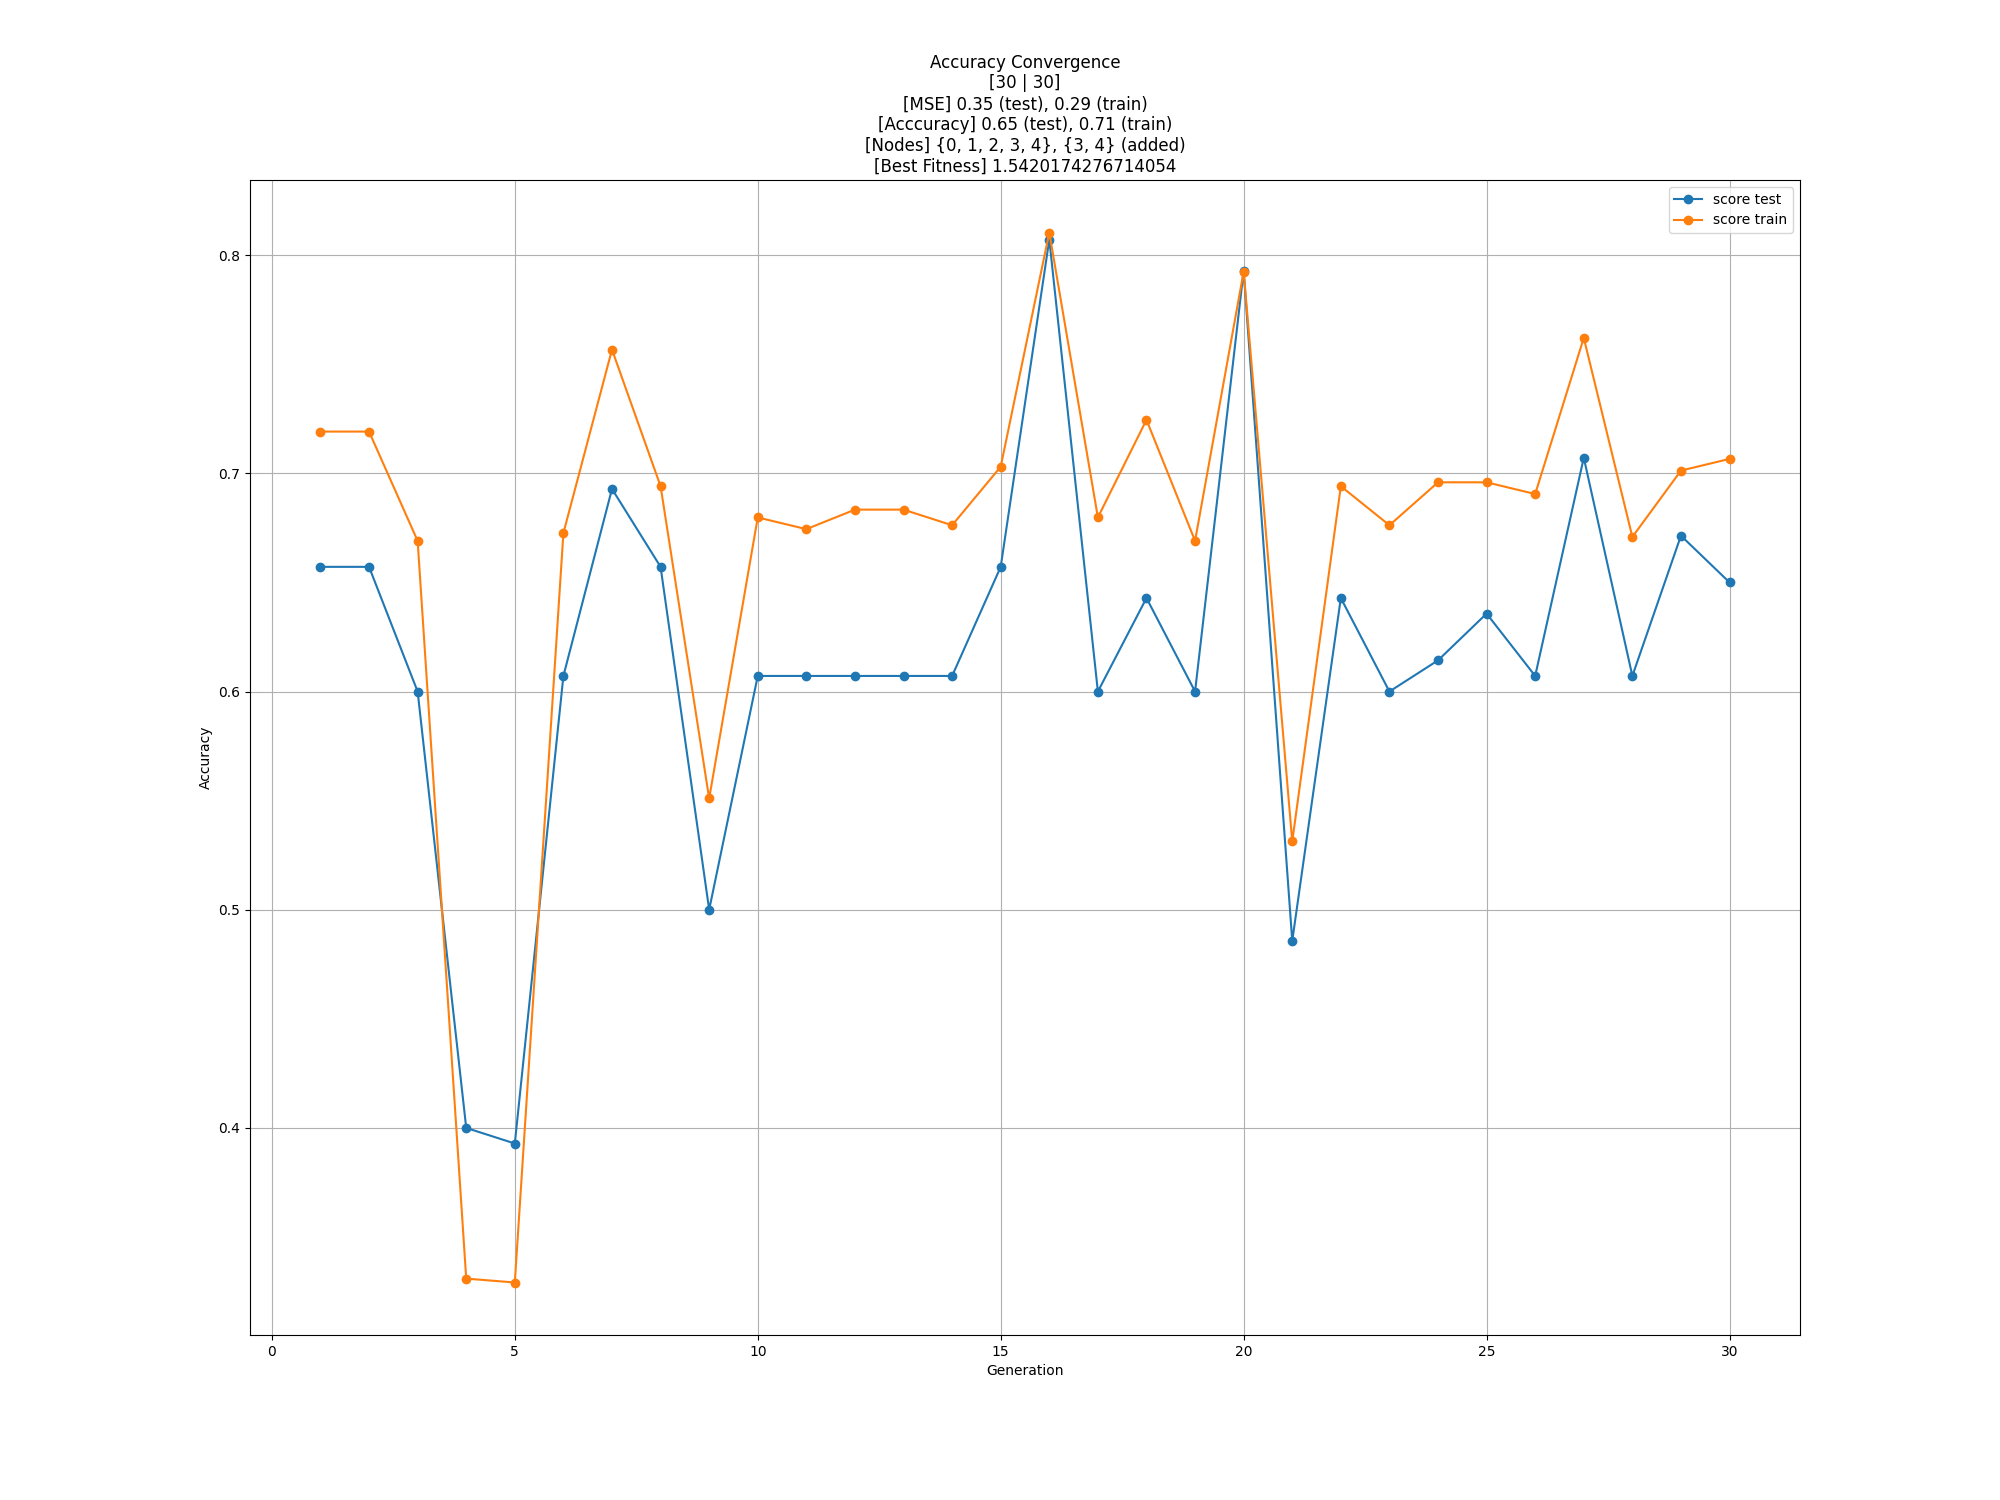 Accuracy Convergence
[30 | 30]
[MSE] 0.35 (test), 0.29 (train)
[Acccuracy] 0.65 (test), 0.71 (train)
[Nodes] {0, 1, 2, 3, 4}, {3, 4} (added)
[Best Fitness] 1.5420174276714054
score test
score train
0.8
0.7
0.6
0.5
0.4
Accuracy
0 5 10 15 20 25 30
Generation